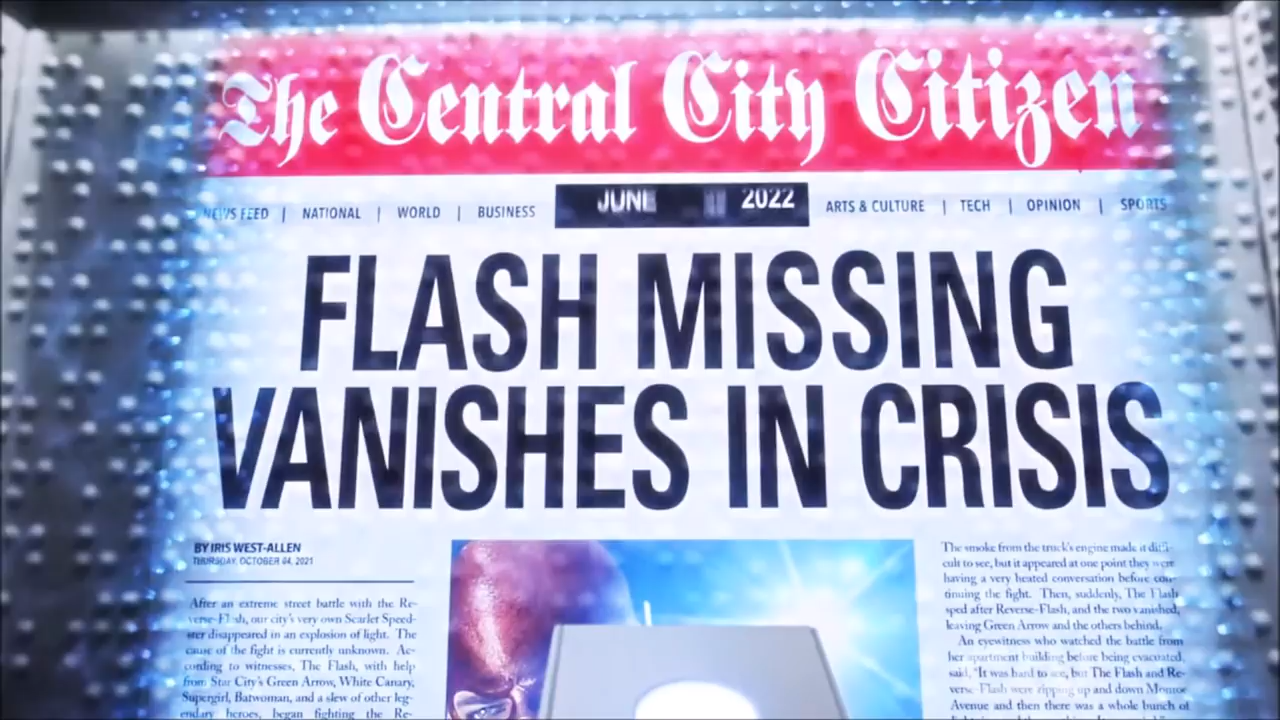 The Central City Citizen
NEWS FEED | NATIONAL | WORLD | BUSINESS
JUNE 2022
ARTS & CULTURE | TECH | OPINION | SPORTS
FLASH MISSING
VANISHES IN CRISIS
BY IRIS WEST-ALLEN
THURSDAY, OCTOBER 04, 2021
After an extreme street battle with the Re-
verse-Flash, our city's very own Scarlet Speed-
ster disappeared in an explosion of light. The
cause of the fight is currently unknown. Ac-
cording to witnesses, The Flash, with help
from Star City's Green Arrow, White Canary,
Supergirl, Batwoman, and a slew of other leg-
endary heroes, began fighting the Re-
The smoke from the truck's engine made it diffi-
cult to see, but it appeared at one point they were
having a very heated conversation before con-
tinuing the fight. Then, suddenly, The Flash
sped after Reverse-Flash, and the two vanished,
leaving Green Arrow and the others behind.
An eyewitness who watched the battle from
her apartment building before being evacuated,
said, "It was hard to see, but The Flash and Re-
verse-Flash were zipping up and down Monroe
Avenue and then there was a whole bunch of